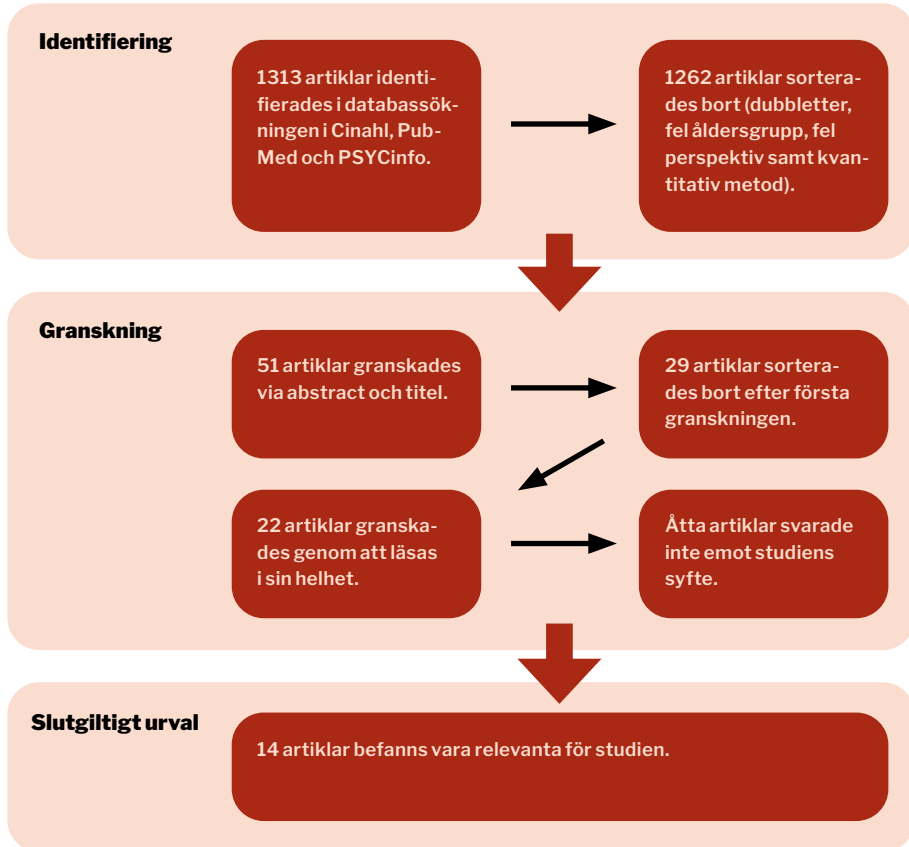 Identifiering
1313 artiklar identi-
fierades i databassök-
ningen i Cinahl, Pub-
Med och PSYCinfo.
1262 artiklar sortera-
des bort (dubbletter,
fel åldersgrupp, fel
perspektiv samt kvan-
titativ metod).
Granskning
51 artiklar granskades
via abstract och titel.
29 artiklar sortera-
des bort efter första
granskningen.
22 artiklar granska-
des genom att läsas
i sin helhet.
Åtta artiklar svarade
inte emot studiens
syfte.
Slutgiltigt urval
14 artiklar befanns vara relevanta för studien.